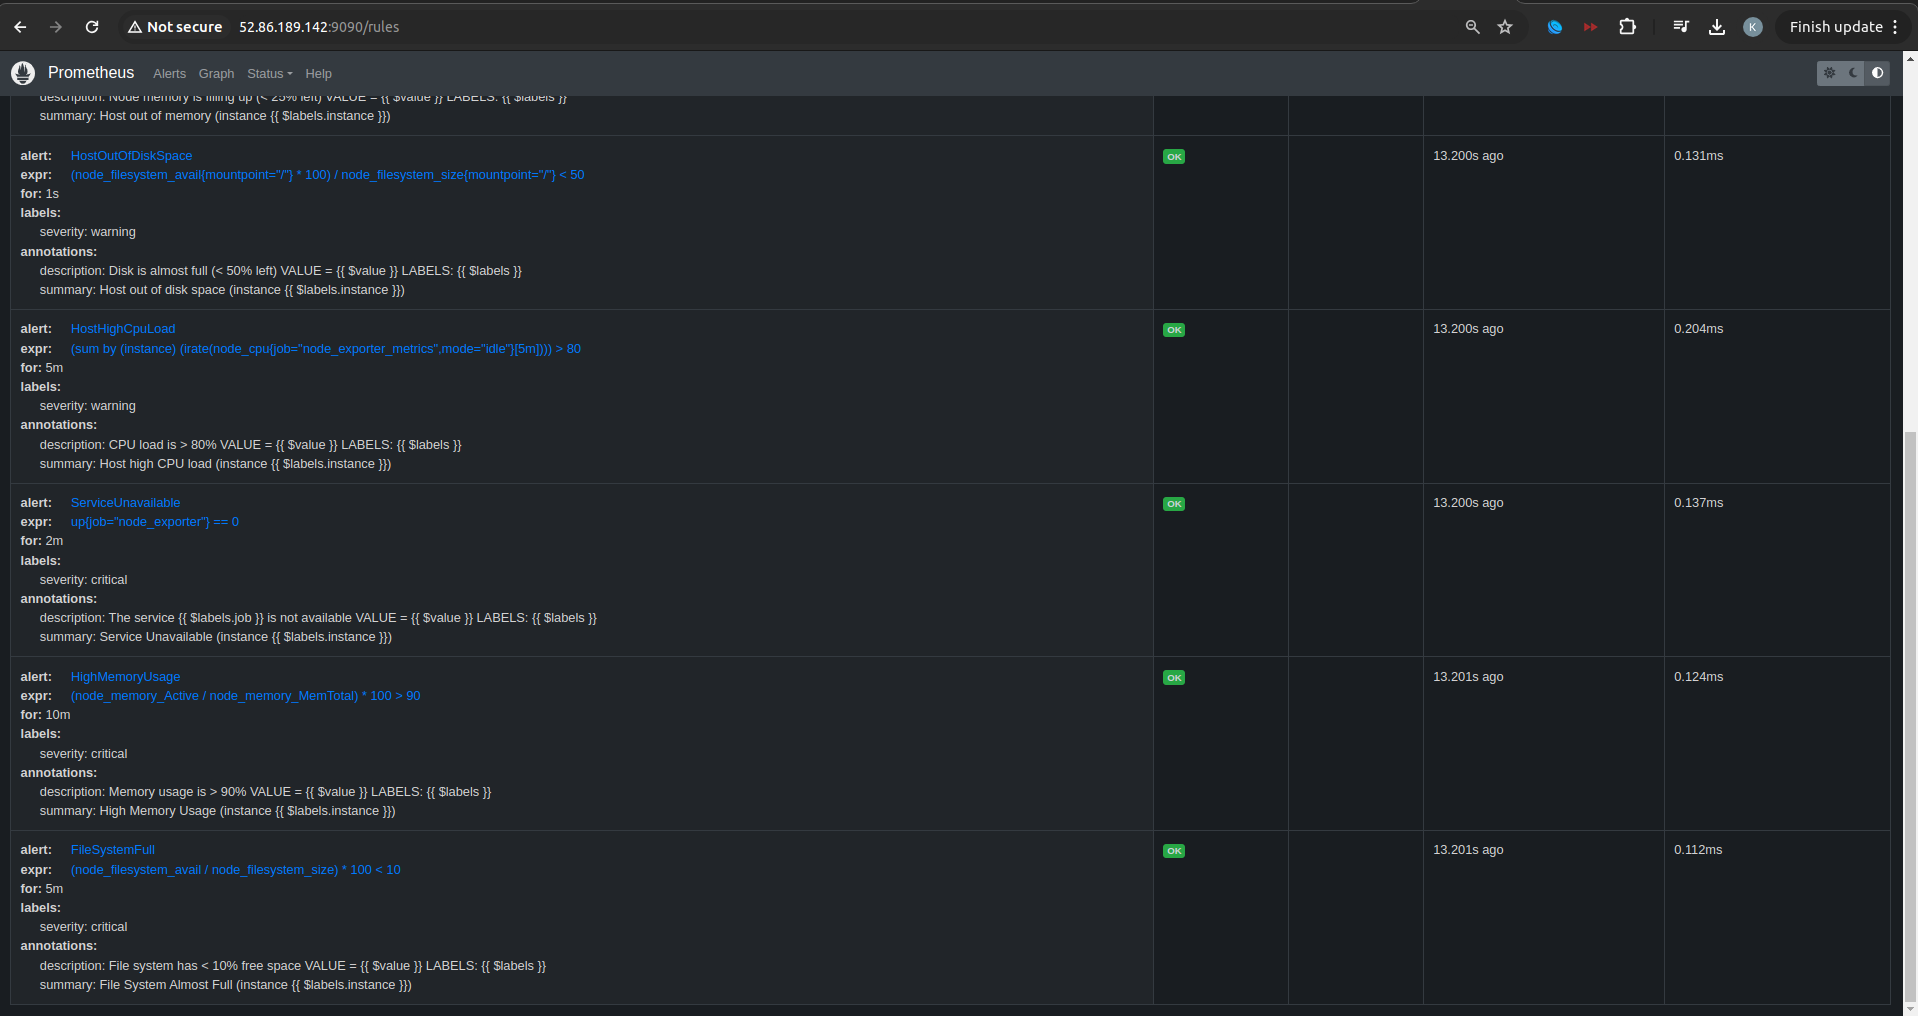 Not secure 52.86.189.142:9090/rules K Finish update
Prometheus Alerts Graph Status Help
description: Node memory is filling up (< 25% left) VALUE = {{ $value }} LABELS: {{ $labels }}
summary: Host out of memory (instance {{ $labels.instance }})
alert: HostOutOfDiskSpace OK 13.200s ago 0.131ms
expr: (node_filesystem_avail{mountpoint="/"} * 100) / node_filesystem_size{mountpoint="/"} < 50
for: 1s
labels:
severity: warning
annotations:
description: Disk is almost full (< 50% left) VALUE = {{ $value }} LABELS: {{ $labels }}
summary: Host out of disk space (instance {{ $labels.instance }})
alert: HostHighCpuLoad OK 13.200s ago 0.204ms
expr: (sum by (instance) (irate(node_cpu{job="node_exporter_metrics",mode="idle"}[5m]))) > 80
for: 5m
labels:
severity: warning
annotations:
description: CPU load is > 80% VALUE = {{ $value }} LABELS: {{ $labels }}
summary: Host high CPU load (instance {{ $labels.instance }})
alert: ServiceUnavailable OK 13.200s ago 0.137ms
expr: up{job="node_exporter"} == 0
for: 2m
labels:
severity: critical
annotations:
description: The service {{ $labels.job }} is not available VALUE = {{ $value }} LABELS: {{ $labels }}
summary: Service Unavailable (instance {{ $labels.instance }})
alert: HighMemoryUsage OK 13.201s ago 0.124ms
expr: (node_memory_Active / node_memory_MemTotal) * 100 > 90
for: 10m
labels:
severity: critical
annotations:
description: Memory usage is > 90% VALUE = {{ $value }} LABELS: {{ $labels }}
summary: High Memory Usage (instance {{ $labels.instance }})
alert: FileSystemFull OK 13.201s ago 0.112ms
expr: (node_filesystem_avail / node_filesystem_size) * 100 < 10
for: 5m
labels:
severity: critical
annotations:
description: File system has < 10% free space VALUE = {{ $value }} LABELS: {{ $labels }}
summary: File System Almost Full (instance {{ $labels.instance }})